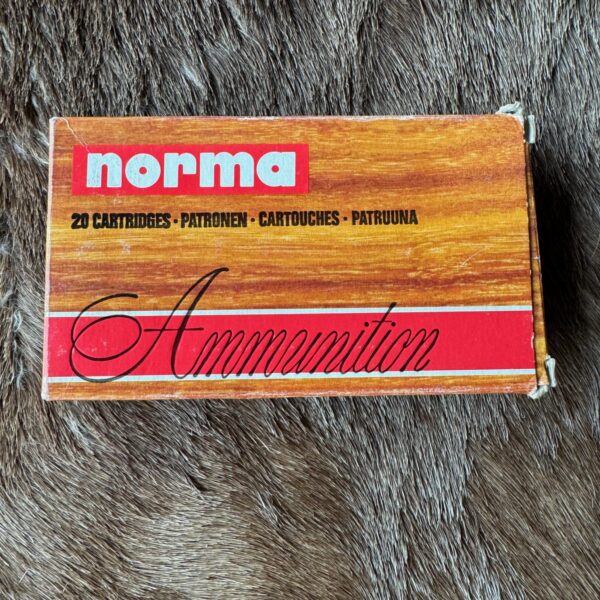 norma
20 CARTRIDGES · PATRONEN · CARTOUCHES · PATRUUNA
Ammunition